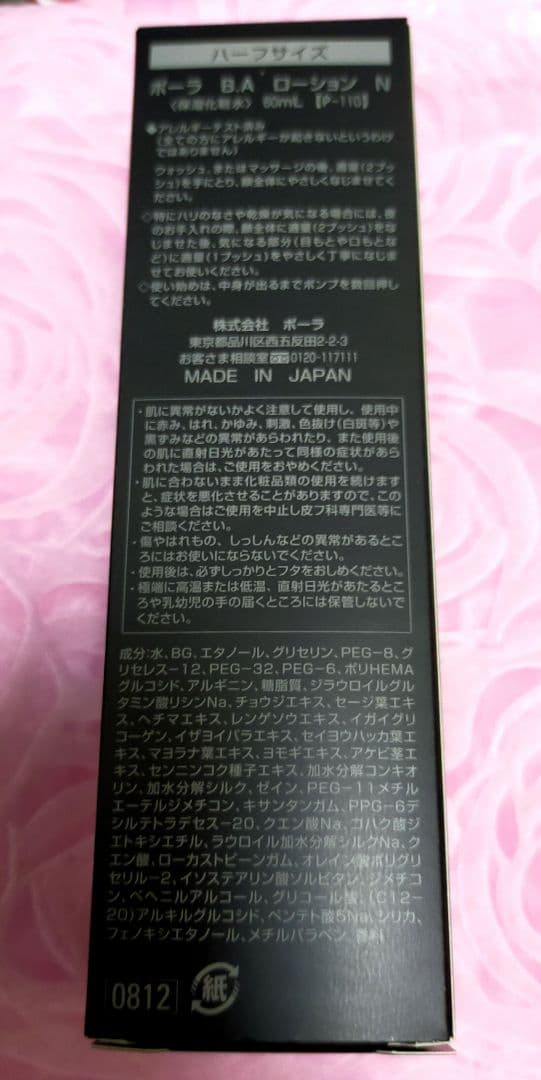 ハーフサイズ
ポーラ B.A ローション N
〈保湿化粧水〉 60mL 【P-110】
●アレルギーテスト済み
(全ての方にアレルギーが起きないというわけ
ではありません)
ウォッシュ、またはマッサージの後、適量(2プッ
シュ)を手にとり、顔全体にやさしくなじませてく
ださい。
◇特にハリのなさや乾燥が気になる場合には、夜
のお手入れの際、顔全体に適量(2プッシュ)をな
じませた後、気になる部分(目もとや口もとな
ど)に適量(1プッシュ)をやさしく丁寧になじま
せてお使いください。
◇使い始めは、中身が出るまでポンプを数回押し
てください。
株式会社 ポーラ
東京都品川区西五反田2-2-3
お客さま相談室 0120-117111
MADE IN JAPAN
・肌に異常がないかよく注意して使用し、使用中
に赤み、はれ、かゆみ、刺激、色抜け(白斑等)や
黒ずみなどの異常があらわれたり、また使用後
の肌に直射日光があたって同様の症状があら
われた場合は、ご使用をおやめください。
・肌に合わないまま化粧品類の使用を続けます
と、症状を悪化させることがありますので、この
ような場合はご使用を中止し皮フ科専門医等に
ご相談ください。
・傷やはれもの、しっしんなどの異常があるとこ
ろにはお使いにならないでください。
・使用後は、必ずしっかりとフタをおしめください。
・極端に高温または低温、直射日光があたるとこ
ろや乳幼児の手の届くところには保管しないで
ください。
成分:水、BG、エタノール、グリセリン、PEG-8、グ
リセレス-12、PEG-32、PEG-6、ポリHEMA
グルコシド、アルギニン、糖脂質、ジラウロイルグル
タミン酸リシンNa、チョウジエキス、セージ葉エキ
ス、ヘチマエキス、レンゲソウエキス、イガイグリ
コーゲン、イザヨイバラエキス、セイヨウハッカ葉エ
キス、マヨラナ葉エキス、ヨモギエキス、アケビ茎エ
キス、センニンコク種子エキス、加水分解コンキオ
リン、加水分解シルク、ゼイン、PEG-11メチル
エーテルジメチコン、キサンタンガム、PPG-6デ
シルテトラデセス-20、クエン酸Na、コハク酸ジ
エトキシエチル、ラウロイル加水分解シルクNa、ク
エン酸、ローカストビーンガム、オレイン酸ポリグリ
セリル-2、イソステアリン酸ソルビタン、ジメチコ
ン、ベヘニルアルコール、グリコール酸、(C12-
20)アルキルグルコシド、ペンテト酸5Na、シリカ、
フェノキシエタノール、メチルパラベン、香料
0812
紙